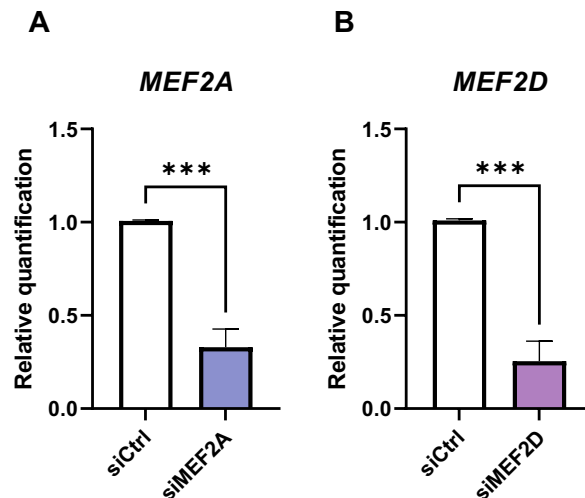 A
MEF2A
Relative quantification
1.5
1.0
0.5
0.0
***
siCtrl
siMEF2A
B
MEF2D
Relative quantification
1.5
1.0
0.5
0.0
***
siCtrl
siMEF2D